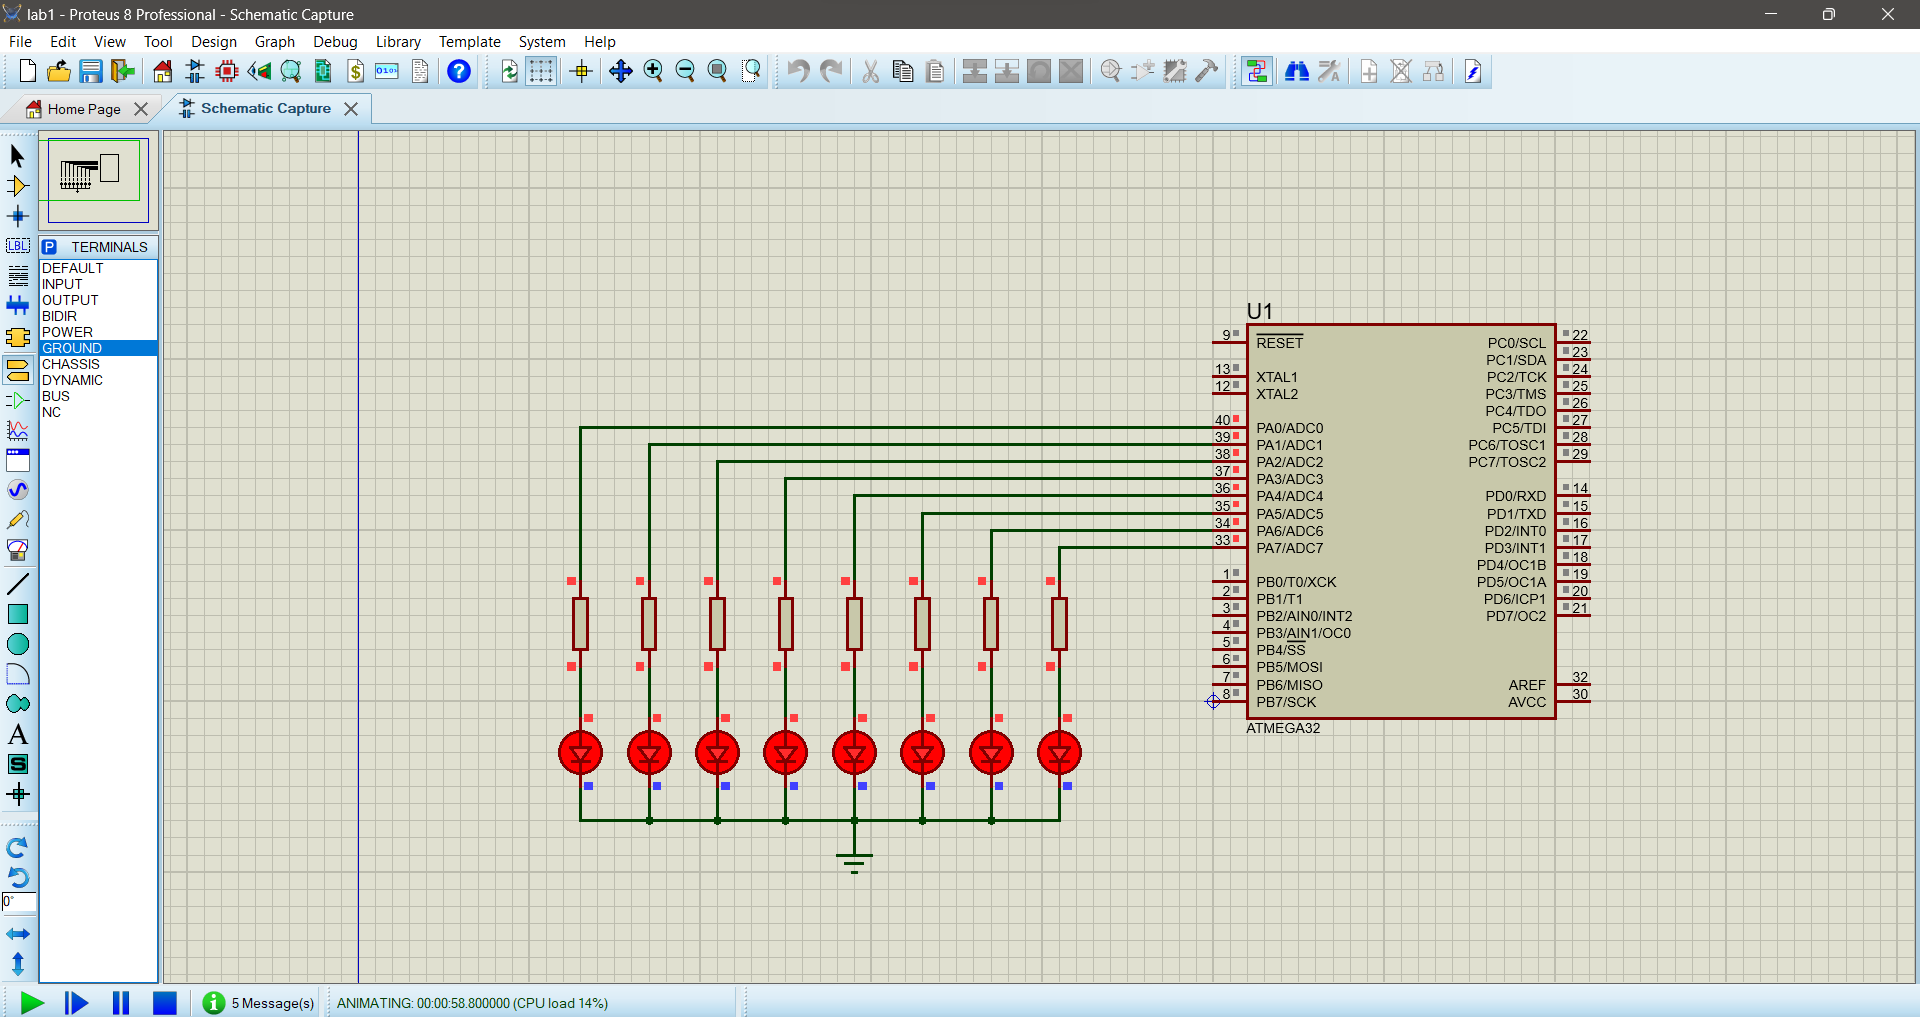 lab1 - Proteus 8 Professional - Schematic Capture
File Edit View Tool Design Graph Debug Library Template System Help
Home Page
Schematic Capture
P TERMINALS
DEFAULT
INPUT
OUTPUT
BIDIR
POWER
GROUND
CHASSIS
DYNAMIC
BUS
NC
LBL
A
S
0°
U1
9 RESET PC0/SCL 22
PC1/SDA 23
13 XTAL1 PC2/TCK 24
12 XTAL2 PC3/TMS 25
PC4/TDO 26
40 PA0/ADC0 PC5/TDI 27
39 PA1/ADC1 PC6/TOSC1 28
38 PA2/ADC2 PC7/TOSC2 29
37 PA3/ADC3
36 PA4/ADC4 PD0/RXD 14
35 PA5/ADC5 PD1/TXD 15
34 PA6/ADC6 PD2/INT0 16
33 PA7/ADC7 PD3/INT1 17
PD4/OC1B 18
1 PB0/T0/XCK PD5/OC1A 19
2 PB1/T1 PD6/ICP1 20
3 PB2/AIN0/INT2 PD7/OC2 21
4 PB3/AIN1/OC0
5 PB4/SS
6 PB5/MOSI
7 PB6/MISO AREF 32
8 PB7/SCK AVCC 30
ATMEGA32
5 Message(s)
ANIMATING: 00:00:58.800000 (CPU load 14%)